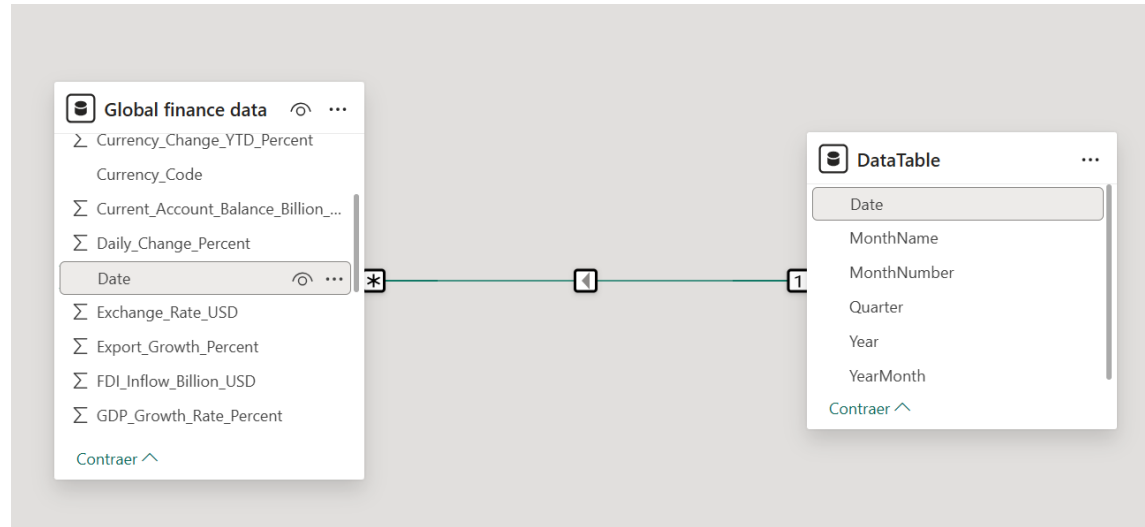 Global finance data
Currency_Change_YTD_Percent
Currency_Code
Current_Account_Balance_Billion_...
Daily_Change_Percent
Date
Exchange_Rate_USD
Export_Growth_Percent
FDI_Inflow_Billion_USD
GDP_Growth_Rate_Percent
Contraer
* 1
DataTable
Date
MonthName
MonthNumber
Quarter
Year
YearMonth
Contraer